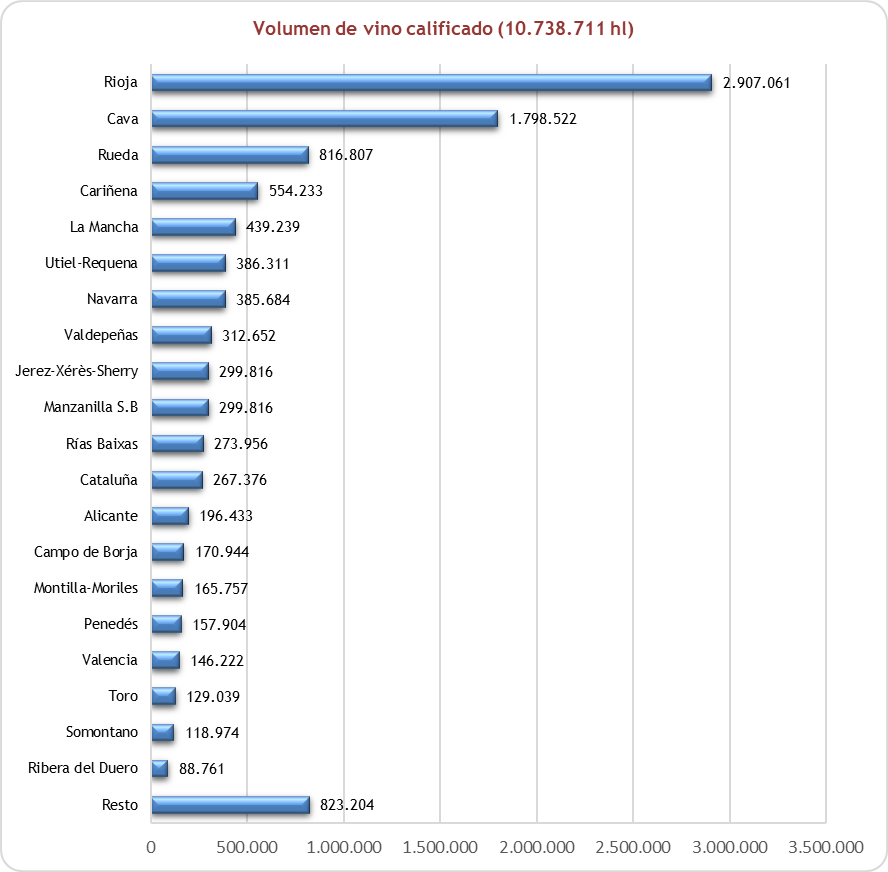 Volumen de vino calificado (10.738.711 hl)
Rioja 2.907.061
Cava 1.798.522
Rueda 816.807
Cariñena 554.233
La Mancha 439.239
Utiel-Requena 386.311
Navarra 385.684
Valdepeñas 312.652
Jerez-Xérès-Sherry 299.816
Manzanilla S.B 299.816
Rías Baixas 273.956
Cataluña 267.376
Alicante 196.433
Campo de Borja 170.944
Montilla-Moriles 165.757
Penedés 157.904
Valencia 146.222
Toro 129.039
Somontano 118.974
Ribera del Duero 88.761
Resto 823.204
0 500.000 1.000.000 1.500.000 2.000.000 2.500.000 3.000.000 3.500.000